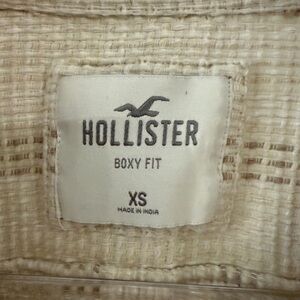 HOLLISTER
BOXY FIT
XS
MADE IN INDIA